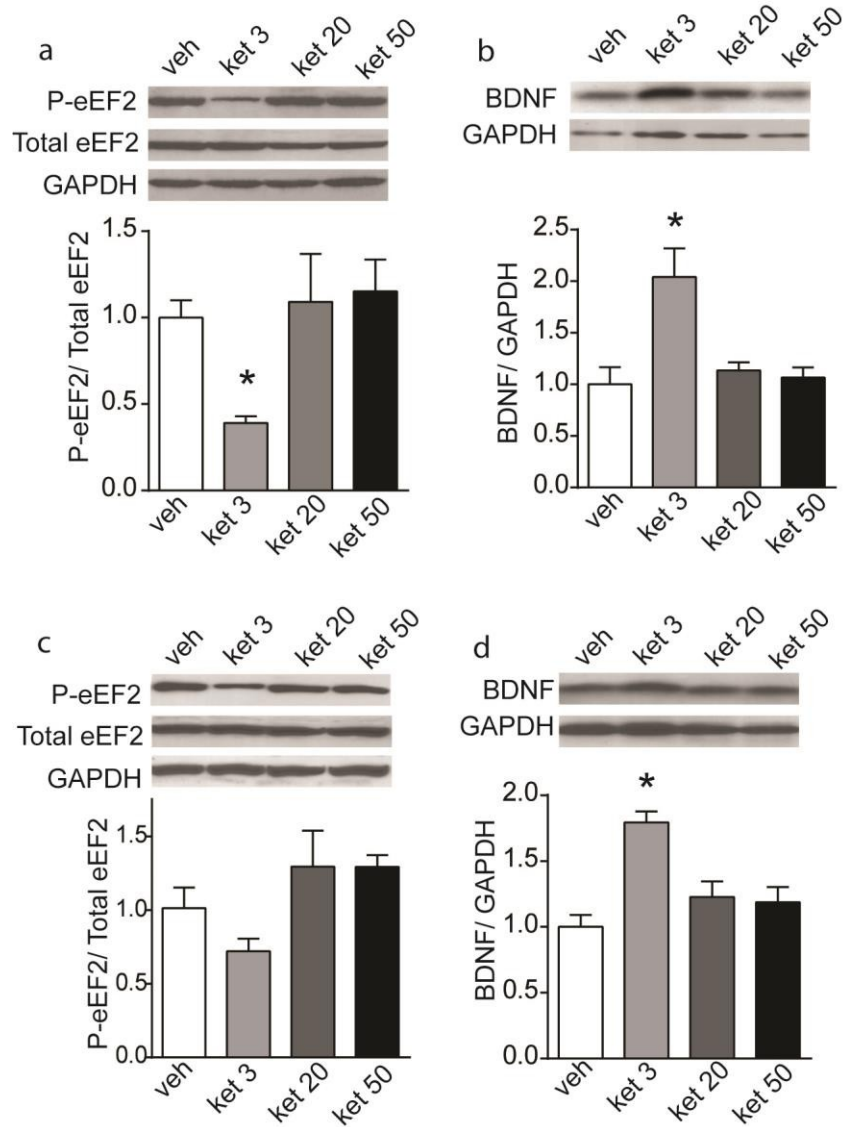 a
veh ket 3 ket 20 ket 50
P-eEF2
Total eEF2
GAPDH
P-eEF2/ Total eEF2
1.5
1.0
0.5
0.0
*
veh ket 3 ket 20 ket 50
b
veh ket 3 ket 20 ket 50
BDNF
GAPDH
BDNF/ GAPDH
2.5
2.0
1.5
1.0
0.5
0.0
*
veh ket 3 ket 20 ket 50
c
veh ket 3 ket 20 ket 50
P-eEF2
Total eEF2
GAPDH
P-eEF2/ Total eEF2
1.5
1.0
0.5
0.0
veh ket 3 ket 20 ket 50
d
veh ket 3 ket 20 ket 50
BDNF
GAPDH
BDNF/ GAPDH
2.0
1.5
1.0
0.5
0.0
*
veh ket 3 ket 20 ket 50